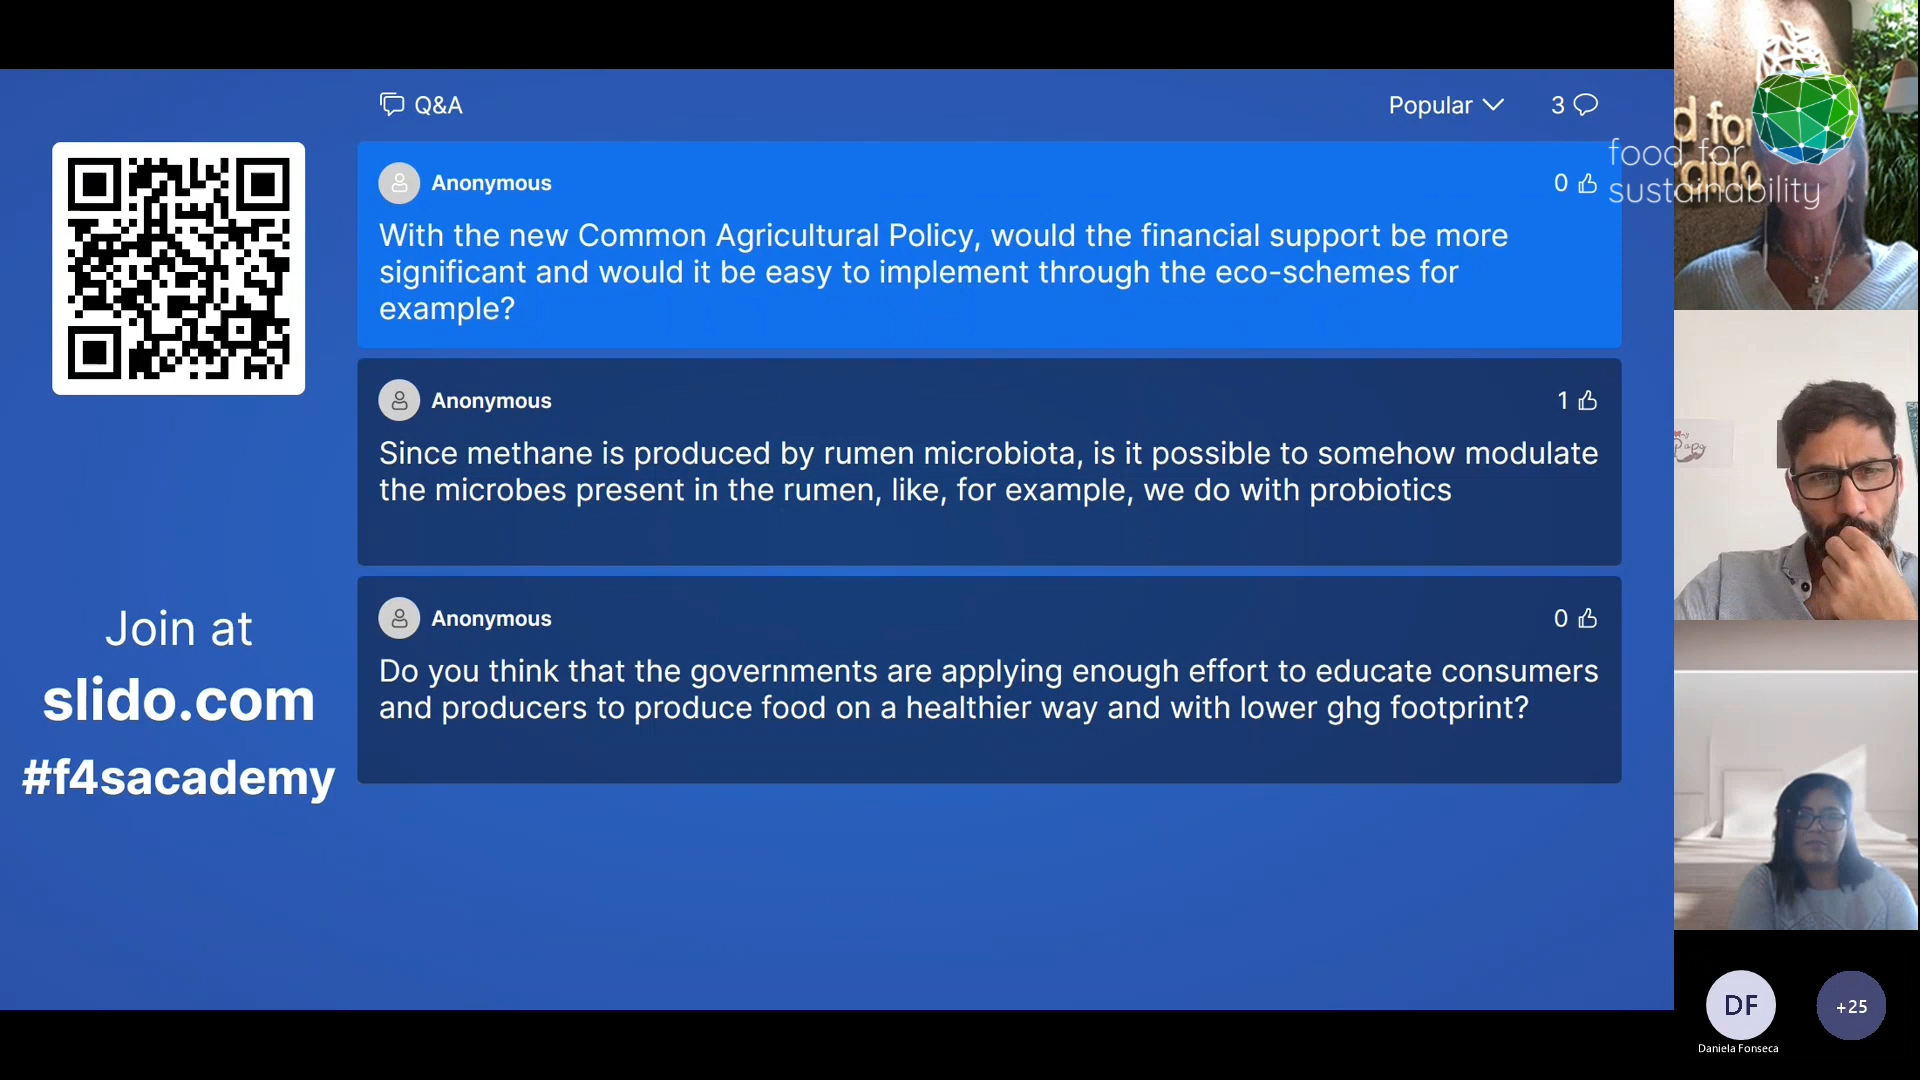 Q&A
Popular
3
Anonymous
0
With the new Common Agricultural Policy, would the financial support be more
significant and would it be easy to implement through the eco-schemes for
example?
Anonymous
1
Since methane is produced by rumen microbiota, is it possible to somehow modulate
the microbes present in the rumen, like, for example, we do with probiotics
Anonymous
0
Do you think that the governments are applying enough effort to educate consumers
and producers to produce food on a healthier way and with lower ghg footprint?
Join at
slido.com
#f4sacademy
food for
sustainability
d for
Papa
DF
Daniela Fonseca
+25